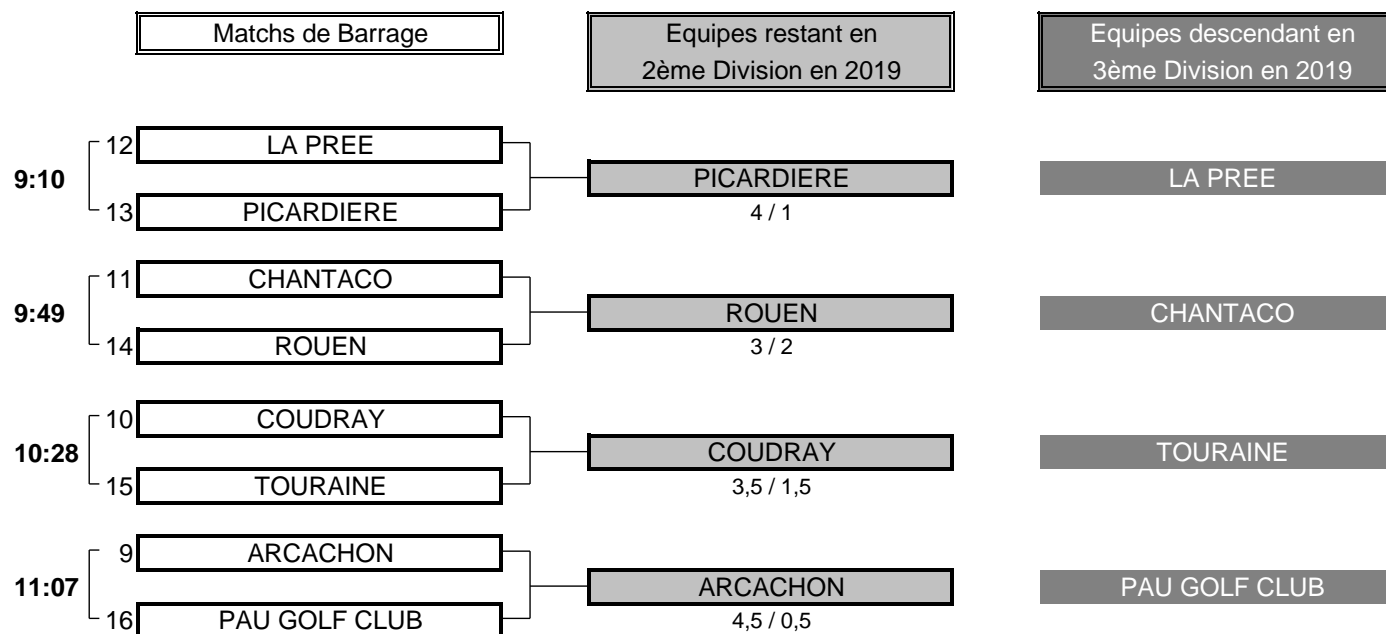 Matchs de Barrage
Equipes restant en
2ème Division en 2019
Equipes descendant en
3ème Division en 2019
9:10
12 LA PREE
13 PICARDIERE
PICARDIERE
4 / 1
LA PREE
9:49
11 CHANTACO
14 ROUEN
ROUEN
3 / 2
CHANTACO
10:28
10 COUDRAY
15 TOURAINE
COUDRAY
3,5 / 1,5
TOURAINE
11:07
9 ARCACHON
16 PAU GOLF CLUB
ARCACHON
4,5 / 0,5
PAU GOLF CLUB